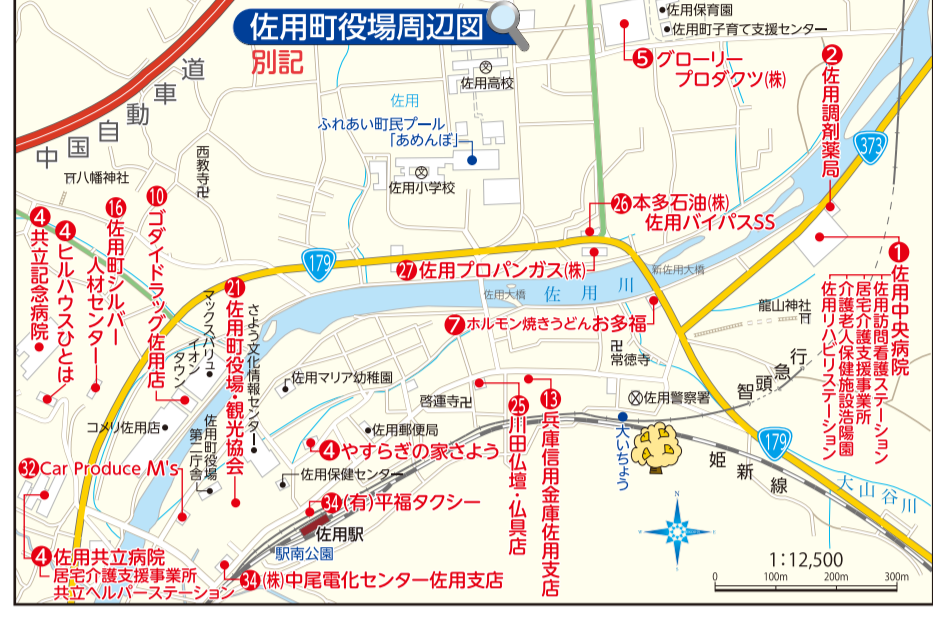 佐用町役場周辺図
別記
佐用保育園
佐用町子育て支援センター
5 グローリー
プロダクツ(株)
2 佐用調剤薬局
373
中国自動車道
佐用高校
佐用
ふれあい町民プール
「あめんぼ」
佐用小学校
西教寺
八幡神社
4 共立記念病院
4 ヒルハウスひとは
16 佐用町シルバー
人材センター
10 ゴダイドラッグ佐用店
179
26 本多石油(株)
佐用バイパスSS
27 佐用プロパンガス(株)
新佐用大橋
佐用大橋
佐用川
7 ホルモン焼きうどんお多福
龍山神社
1 佐用中央病院
佐用訪問看護ステーション
居宅介護支援事業所
介護老人保健施設浩陽園
佐用リハビリステーション
マックスバリュ
イオン
タウン
21 佐用町役場・観光協会
さよう文化情報センター
佐用マリア幼稚園
常徳寺
智頭急行
啓運寺
佐用警察署
コメリ佐用店
佐用町役場
第二庁舎
佐用郵便局
4 やすらぎの家さよう
25 川田仏壇・仏具店
13 兵庫信用金庫佐用支店
大いちょう
179
姫新線
大山谷川
32 Car Produce M's
佐用保健センター
34 (有)平福タクシー
佐用駅
駅南公園
N
4 佐用共立病院
居宅介護支援事業所
共立ヘルパーステーション
34 (株)中尾電化センター佐用支店
1:12,500
0 100m 200m 300m